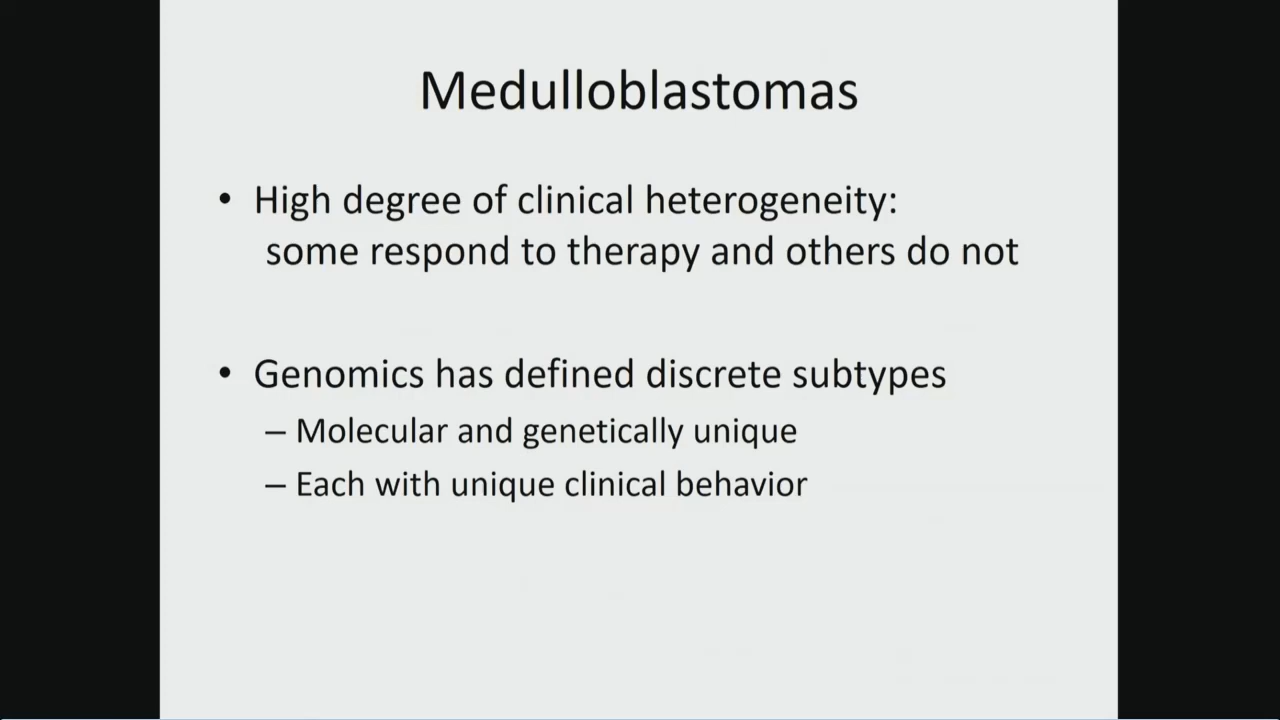 Medulloblastomas
• High degree of clinical heterogeneity:
some respond to therapy and others do not
• Genomics has defined discrete subtypes
– Molecular and genetically unique
– Each with unique clinical behavior